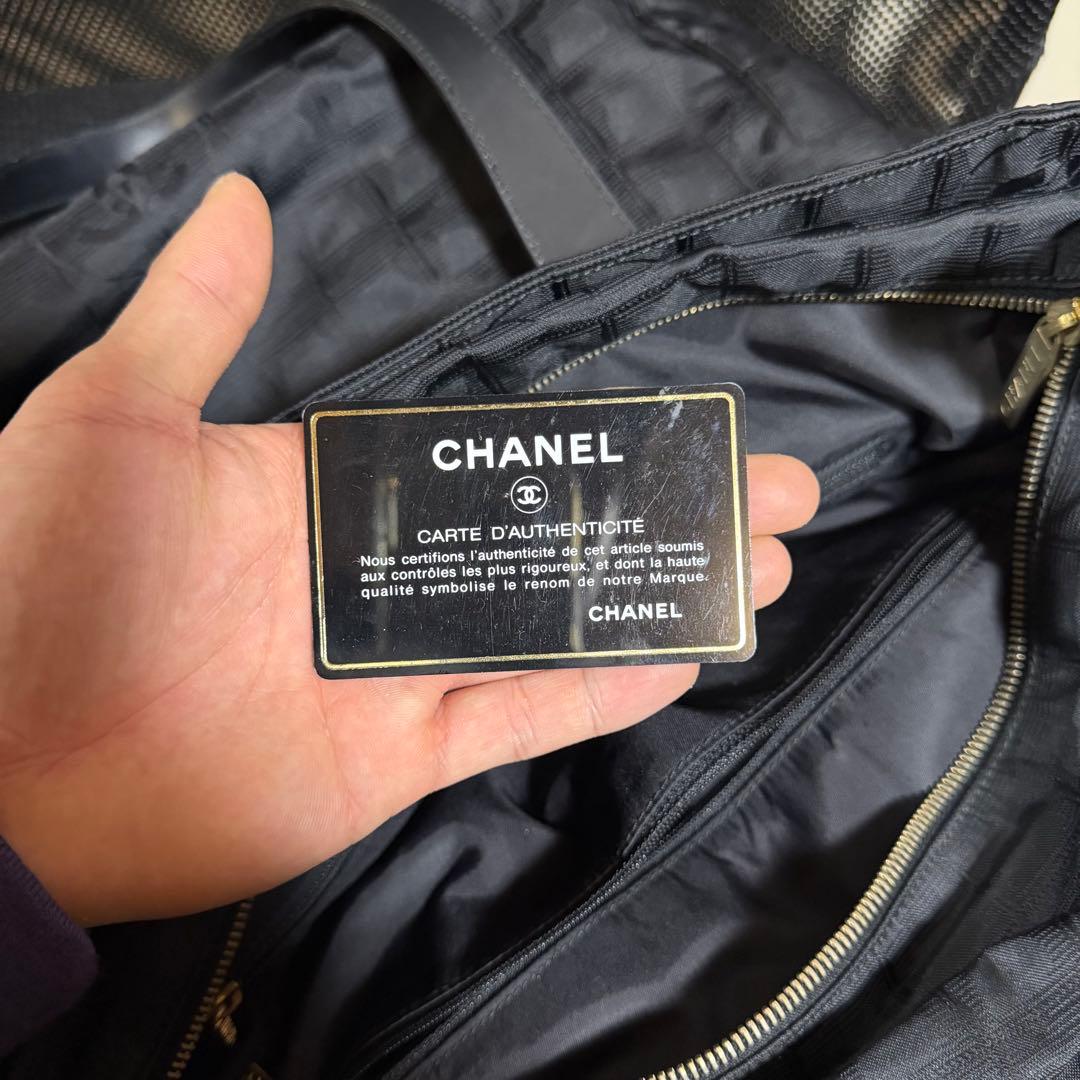 CHANEL
CARTE D'AUTHENTICITÉ
Nous certifions l'authenticité de cet article soumis
aux contrôles les plus rigoureux, et dont la haute
qualité symbolise le renom de notre Marque.
CHANEL
CHANEL